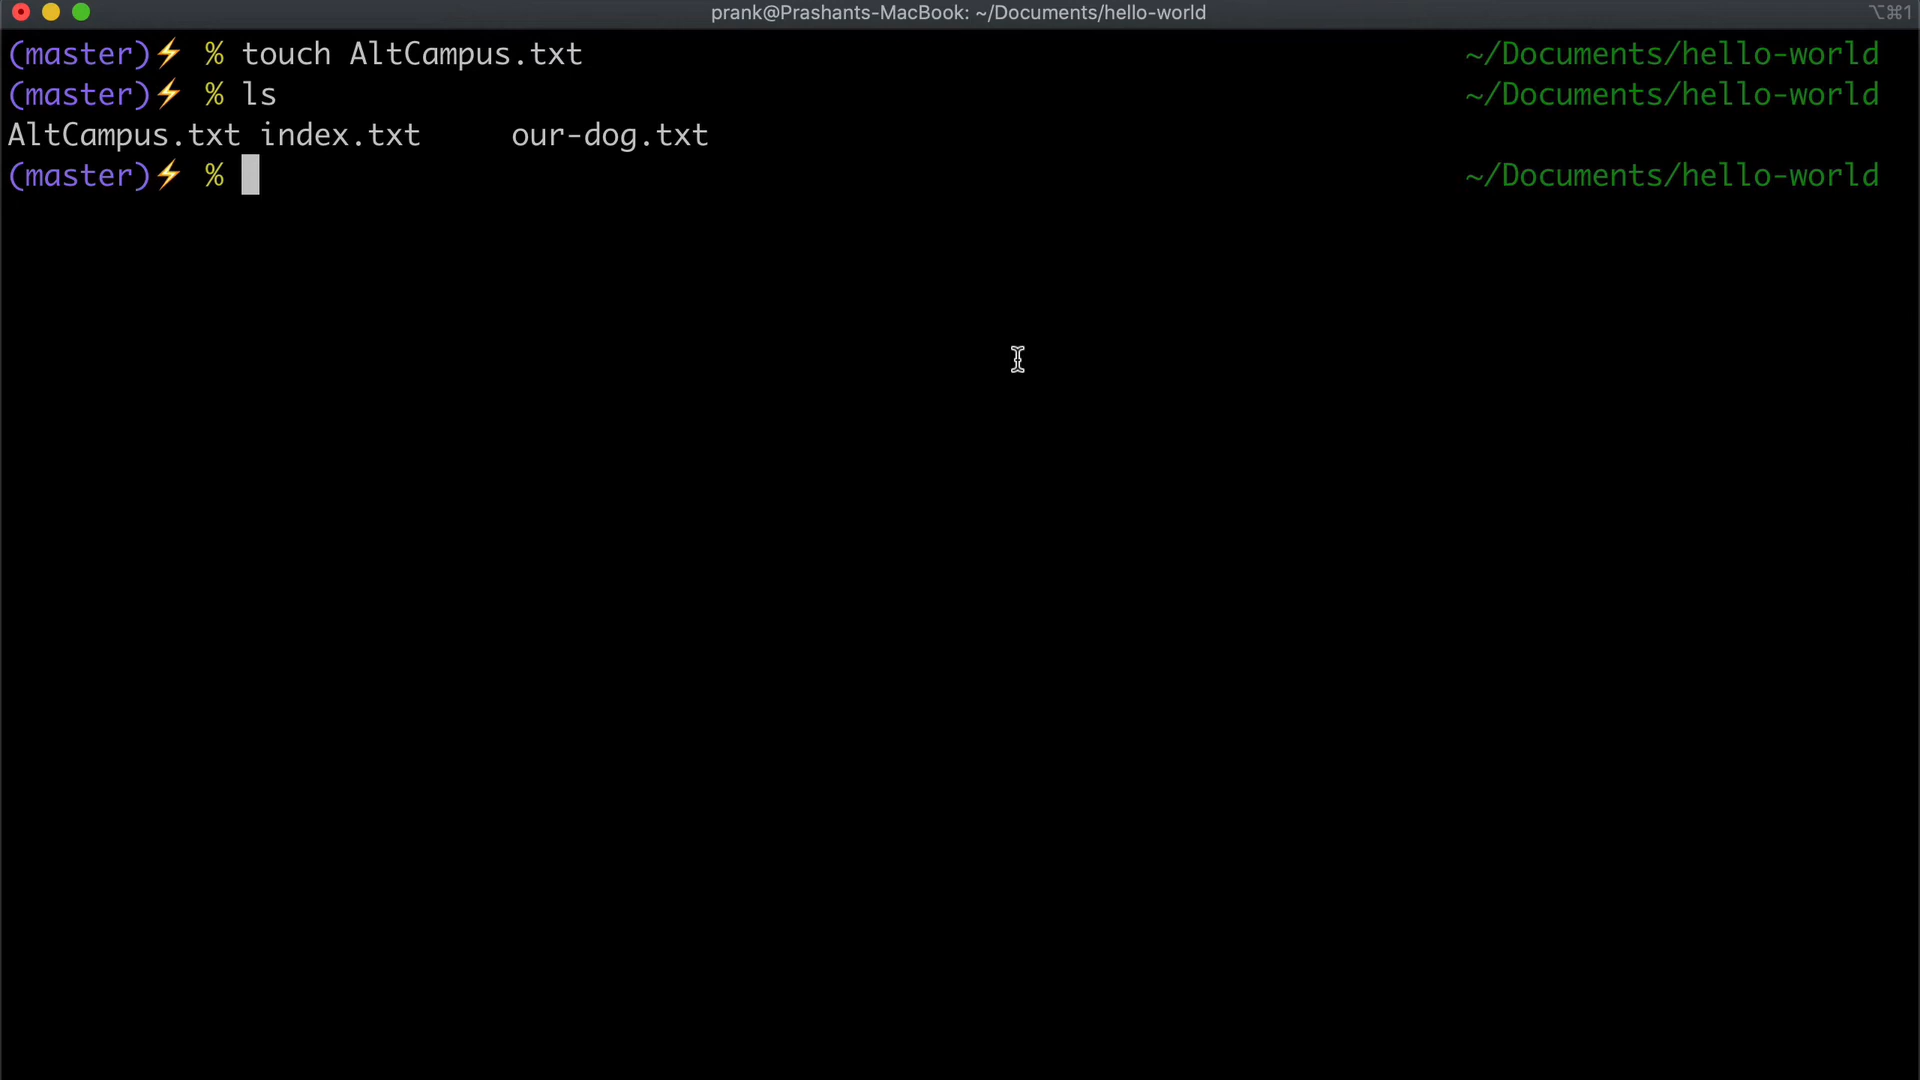 prank@Prashants-MacBook: ~/Documents/hello-world ⌥⌘1
(master)⚡ % touch AltCampus.txt ~/Documents/hello-world
(master)⚡ % ls ~/Documents/hello-world
AltCampus.txt index.txt our-dog.txt
(master)⚡ % ~/Documents/hello-world